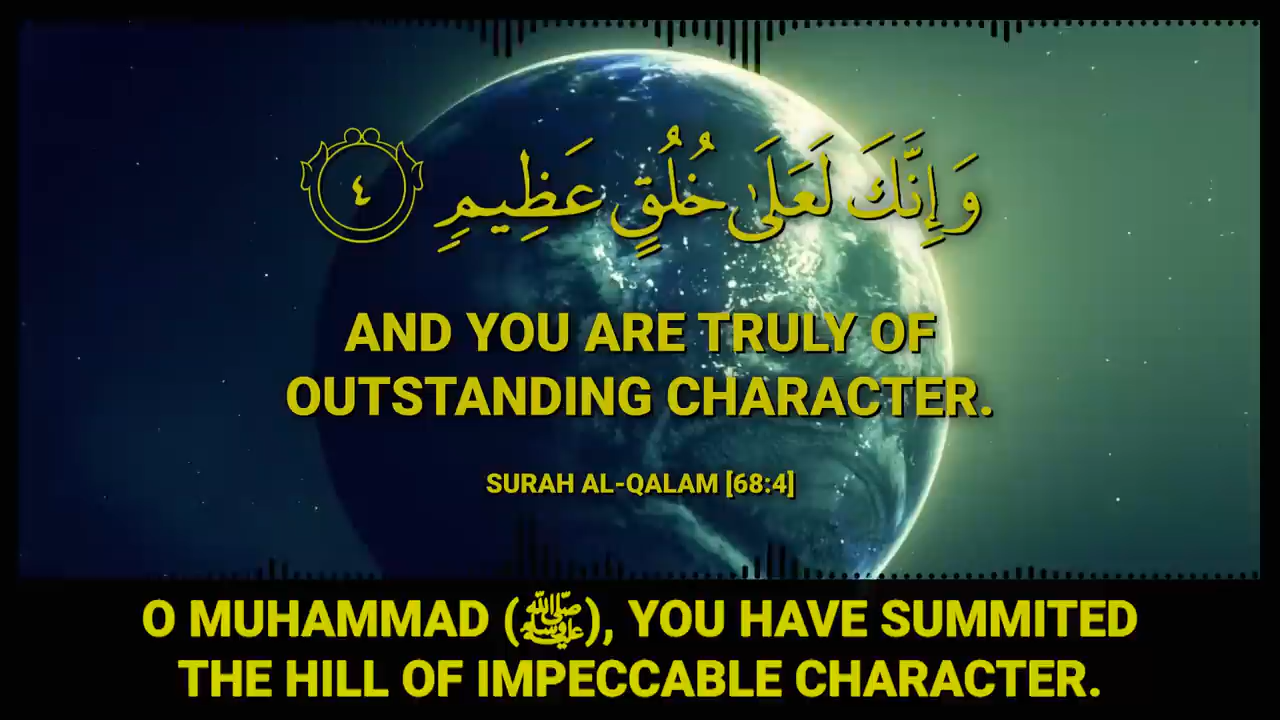 وَإِنَّكَ لَعَلَىٰ خُلُقٍ عَظِيمٍ ٤
AND YOU ARE TRULY OF
OUTSTANDING CHARACTER.
SURAH AL-QALAM [68:4]
O MUHAMMAD (ﷺ), YOU HAVE SUMMITED
THE HILL OF IMPECCABLE CHARACTER.